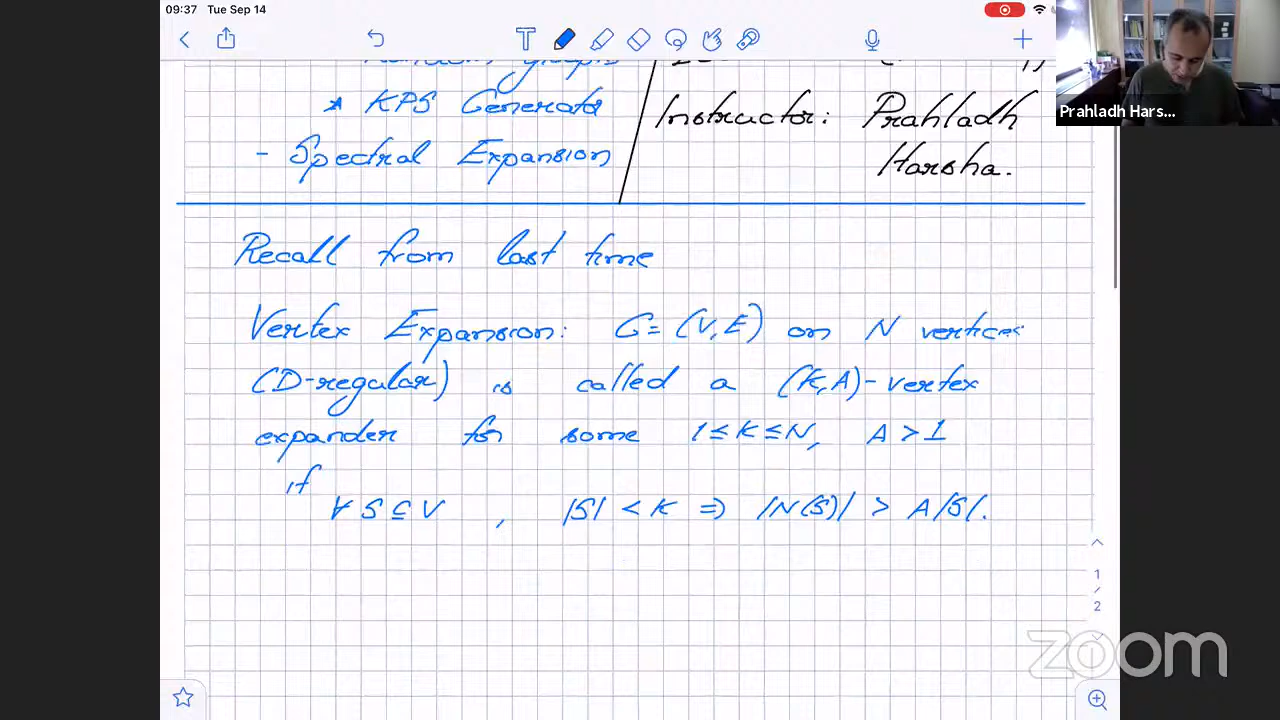 09:37 Tue Sep 14
Prahladh Hars...
* KPS Generator
- Spectral Expansion
Instructor: Prahladh
Harsha.
Recall from last time
Vertex Expansion: G=(V,E) on N vertices
(D-regular) is called a (K,A)-vertex
expander for some 1≤K≤N, A>1
if
∀ S⊆V , |S| < K ⇒ |N(S)| > A|S|.
1
/
2
zoom